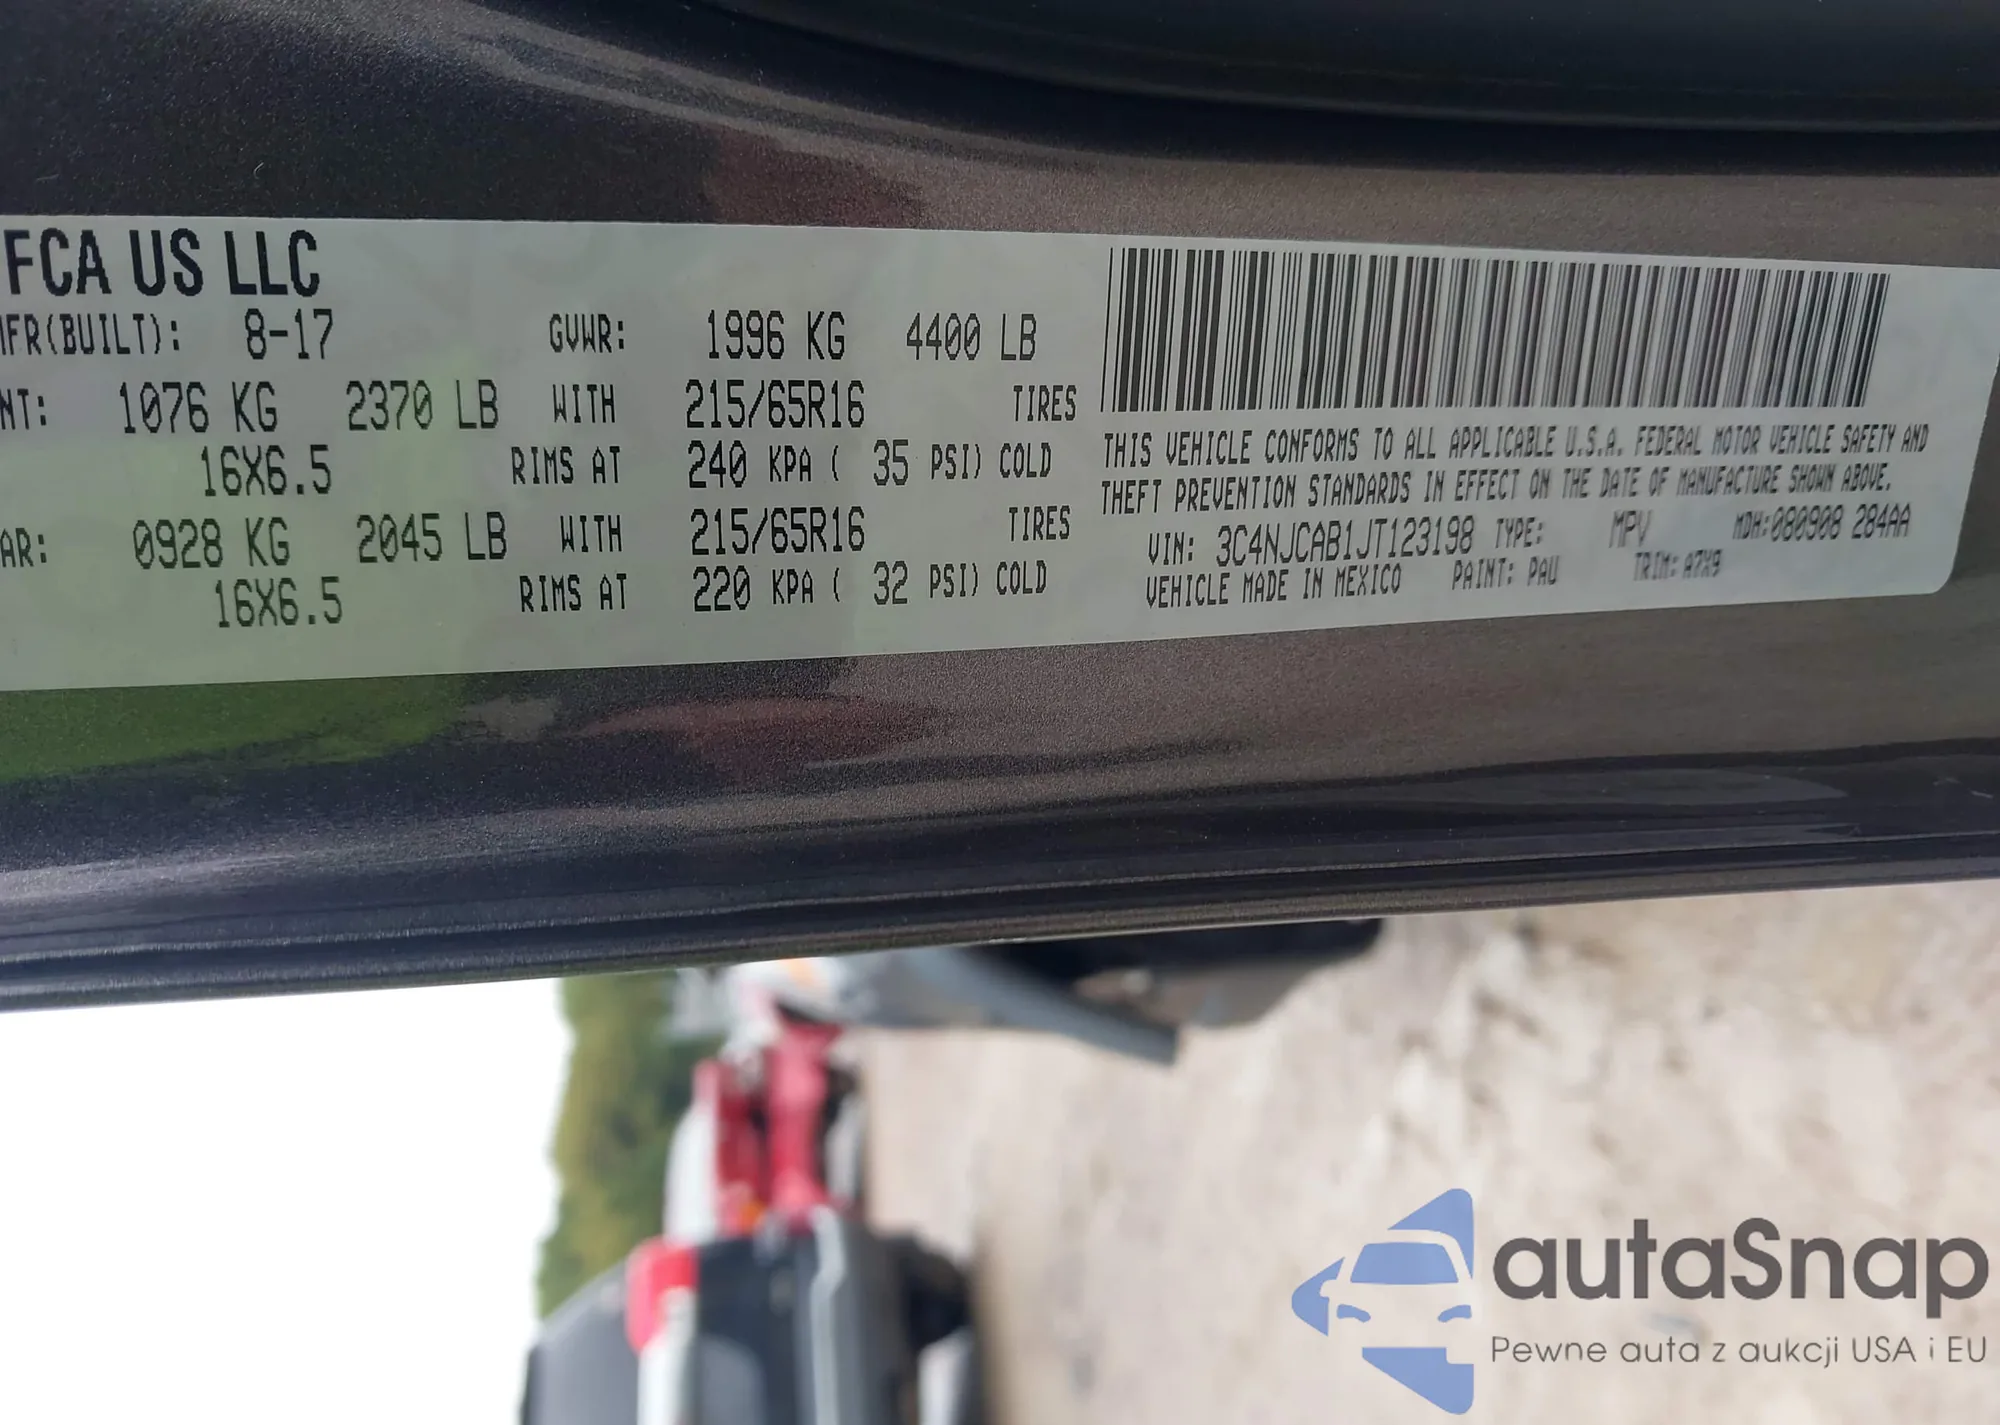 FCA US LLC
MFR(BUILT): 8-17 GVWR: 1996 KG 4400 LB
NT: 1076 KG 2370 LB WITH 215/65R16 TIRES
16X6.5 RIMS AT 240 KPA ( 35 PSI) COLD
AR: 0928 KG 2045 LB WITH 215/65R16 TIRES
16X6.5 RIMS AT 220 KPA ( 32 PSI) COLD
THIS VEHICLE CONFORMS TO ALL APPLICABLE U.S.A. FEDERAL MOTOR VEHICLE SAFETY AND
THEFT PREVENTION STANDARDS IN EFFECT ON THE DATE OF MANUFACTURE SHOWN ABOVE.
VIN: 3C4NJCAB1JT123198 TYPE: MPV MDH:080908 284AA
VEHICLE MADE IN MEXICO PAINT: PAU TRIM: A7X9
autaSnap
Pewne auta z aukcji USA i EU